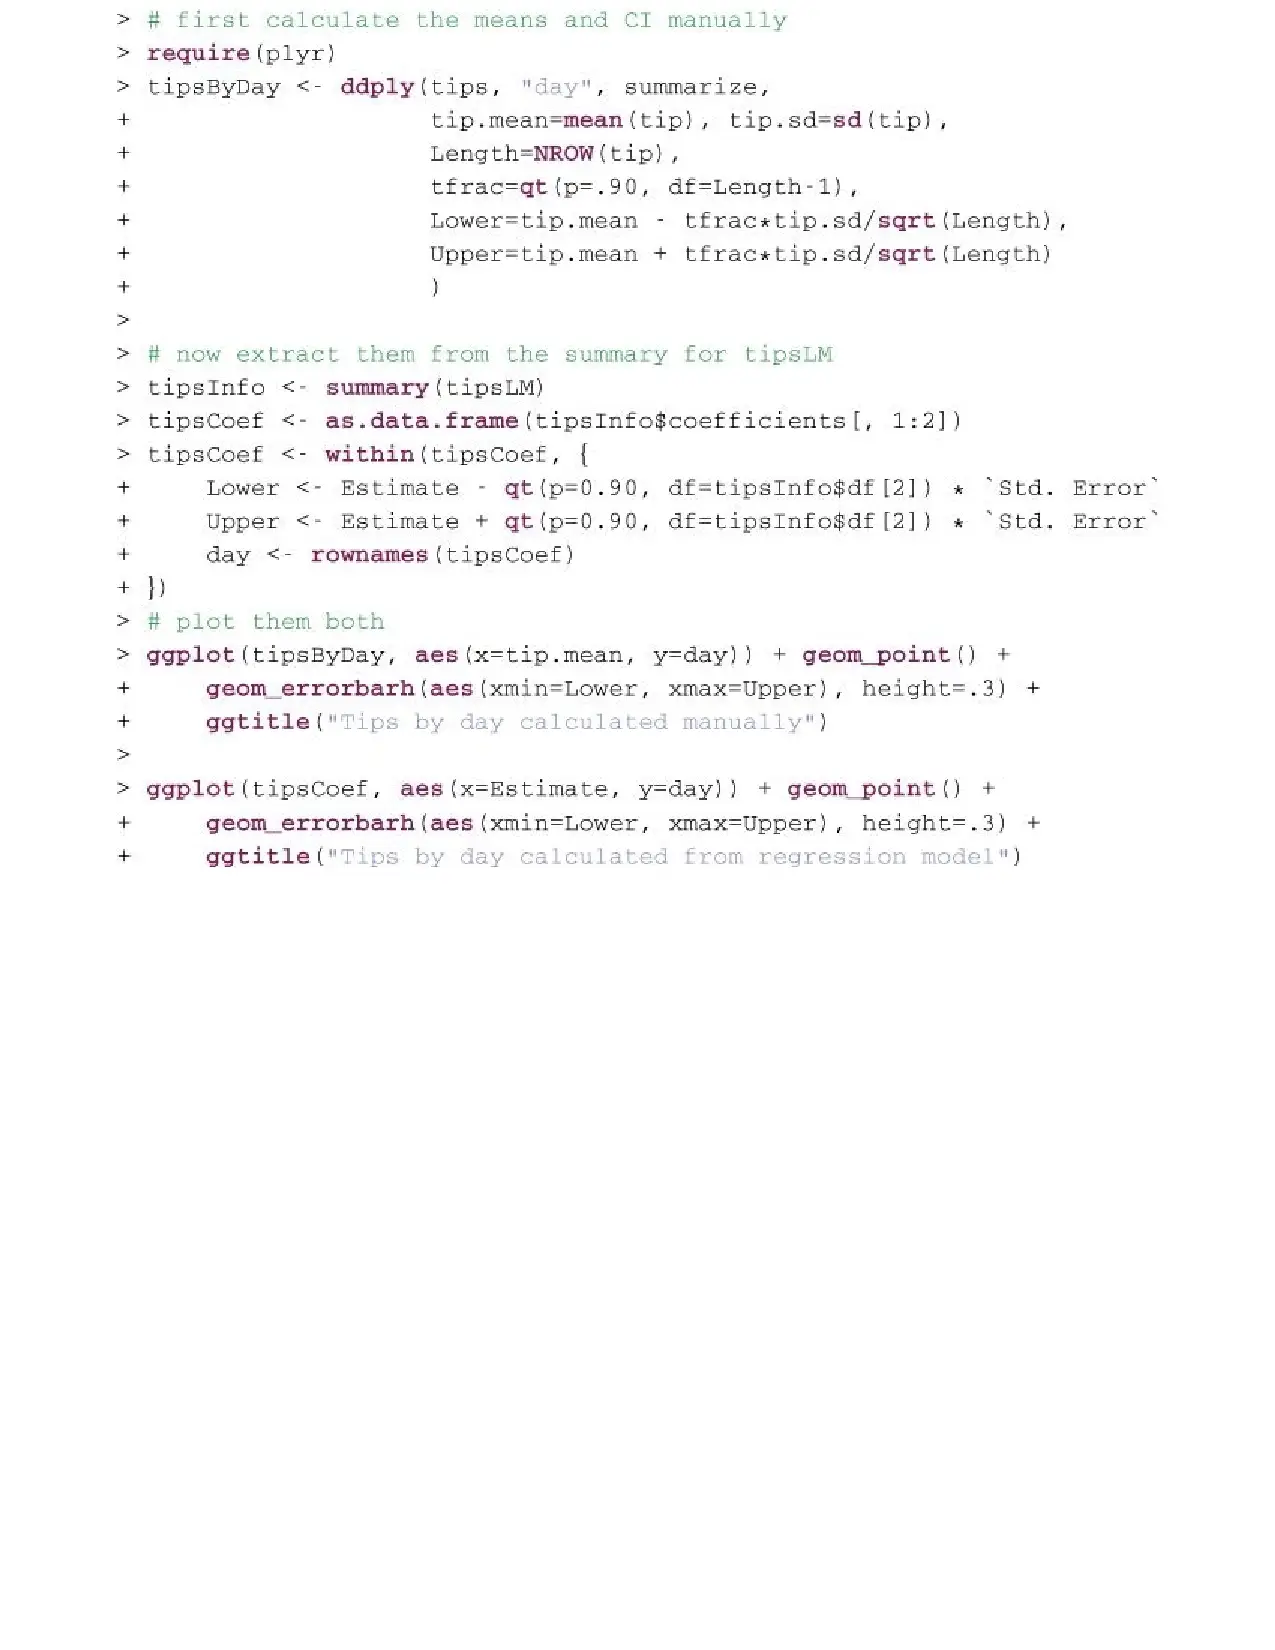 > # first calculate the means and CI manually
> require(plyr)
> tipsByDay <- ddply(tips, "day", summarize,
+                    tip.mean=mean(tip), tip.sd=sd(tip),
+                    Length=NROW(tip),
+                    tfrac=qt(p=.90, df=Length-1),
+                    Lower=tip.mean - tfrac*tip.sd/sqrt(Length),
+                    Upper=tip.mean + tfrac*tip.sd/sqrt(Length)
+                    )
>
> # now extract them from the summary for tipsLM
> tipsInfo <- summary(tipsLM)
> tipsCoef <- as.data.frame(tipsInfo$coefficients[, 1:2])
> tipsCoef <- within(tipsCoef, {
+     Lower <- Estimate - qt(p=0.90, df=tipsInfo$df[2]) * `Std. Error`
+     Upper <- Estimate + qt(p=0.90, df=tipsInfo$df[2]) * `Std. Error`
+     day <- rownames(tipsCoef)
+ })
> # plot them both
> ggplot(tipsByDay, aes(x=tip.mean, y=day)) + geom_point() +
+     geom_errorbarh(aes(xmin=Lower, xmax=Upper), height=.3) +
+     ggtitle("Tips by day calculated manually")
>
> ggplot(tipsCoef, aes(x=Estimate, y=day)) + geom_point() +
+     geom_errorbarh(aes(xmin=Lower, xmax=Upper), height=.3) +
+     ggtitle("Tips by day calculated from regression model")